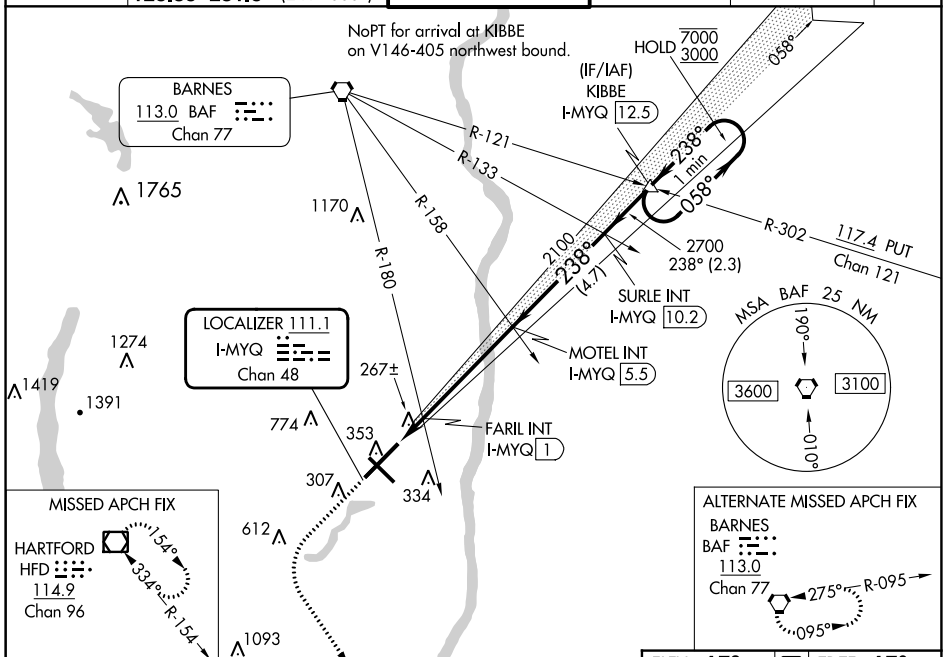 NoPT for arrival at KIBBE
on V146-405 northwest bound.
HOLD
7000
3000
058°
(IF/IAF)
KIBBE
I-MYQ 12.5
BARNES
113.0 BAF
Chan 77
R-121
R-133
R-158
R-180
238°
1 min
058°
1765
1170
2100
238°
(4.7)
2700
238° (2.3)
R-302
117.4 PUT
Chan 121
SURLE INT
I-MYQ 10.2
MOTEL INT
I-MYQ 5.5
MSA BAF 25 NM
190°
3600
3100
010°
LOCALIZER 111.1
I-MYQ
Chan 48
1274
1419
1391
267±
774
353
FARIL INT
I-MYQ 1
307
334
612
1093
MISSED APCH FIX
HARTFORD
HFD
114.9
Chan 96
154°
334°
R-154
ALTERNATE MISSED APCH FIX
BARNES
BAF
113.0
Chan 77
275°
R-095
095°